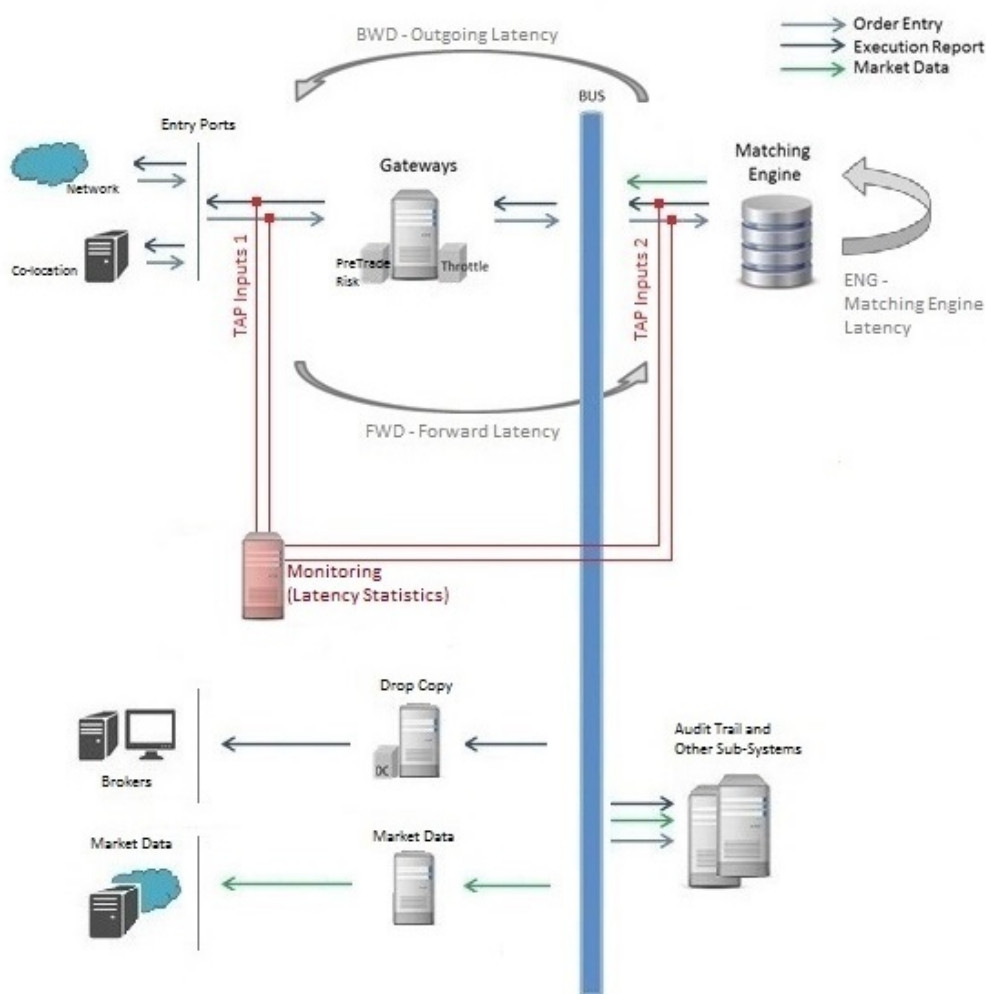 BWD - Outgoing Latency
Order Entry
Execution Report
Market Data
BUS
Entry Ports
Network
Co-location
Gateways
PreTrade
Risk
Throttle
Matching
Engine
TAP Inputs 1
TAP Inputs 2
ENG -
Matching Engine
Latency
FWD - Forward Latency
Monitoring
(Latency Statistics)
Drop Copy
DC
Brokers
Audit Trail and
Other Sub-Systems
Market Data
Market Data